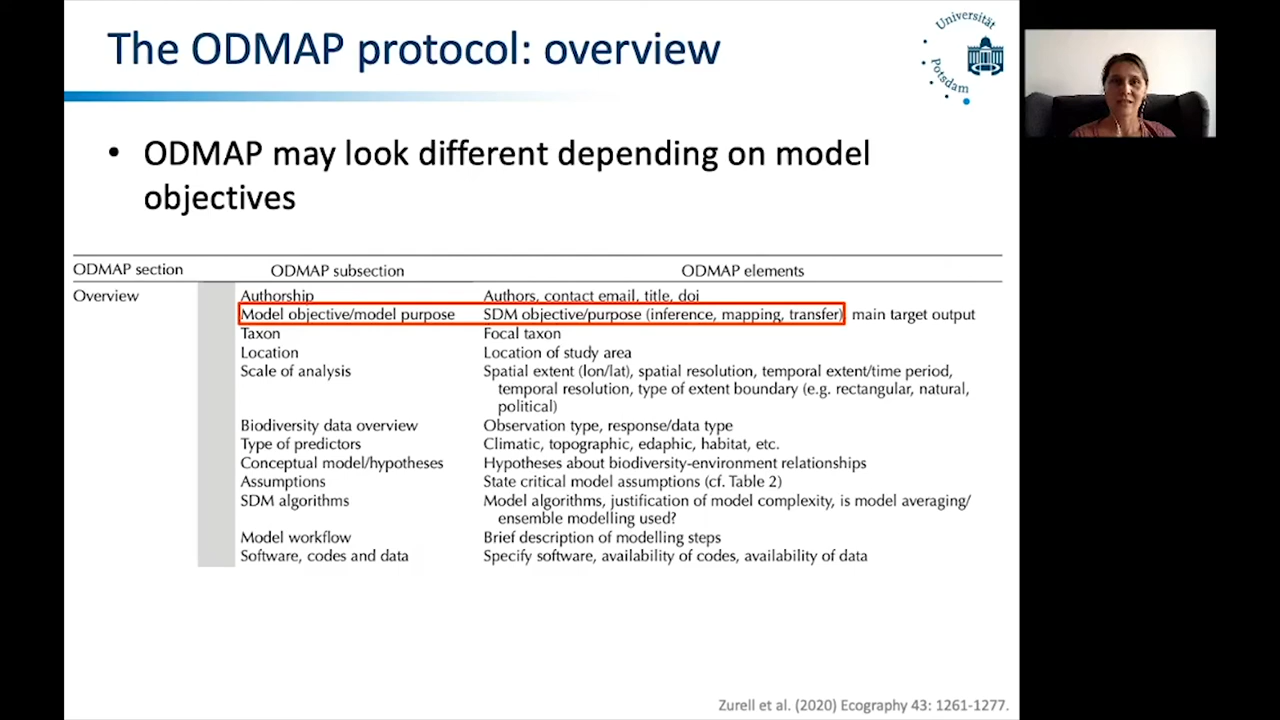 The ODMAP protocol: overview
Universität
Potsdam
• ODMAP may look different depending on model
objectives
ODMAP section ODMAP subsection ODMAP elements
Overview Authorship Authors, contact email, title, doi
Model objective/model purpose SDM objective/purpose (inference, mapping, transfer) main target output
Taxon Focal taxon
Location Location of study area
Scale of analysis Spatial extent (lon/lat), spatial resolution, temporal extent/time period,
temporal resolution, type of extent boundary (e.g. rectangular, natural,
political)
Biodiversity data overview Observation type, response/data type
Type of predictors Climatic, topographic, edaphic, habitat, etc.
Conceptual model/hypotheses Hypotheses about biodiversity-environment relationships
Assumptions State critical model assumptions (cf. Table 2)
SDM algorithms Model algorithms, justification of model complexity, is model averaging/
ensemble modelling used?
Model workflow Brief description of modelling steps
Software, codes and data Specify software, availability of codes, availability of data
Zurell et al. (2020) Ecography 43: 1261-1277.